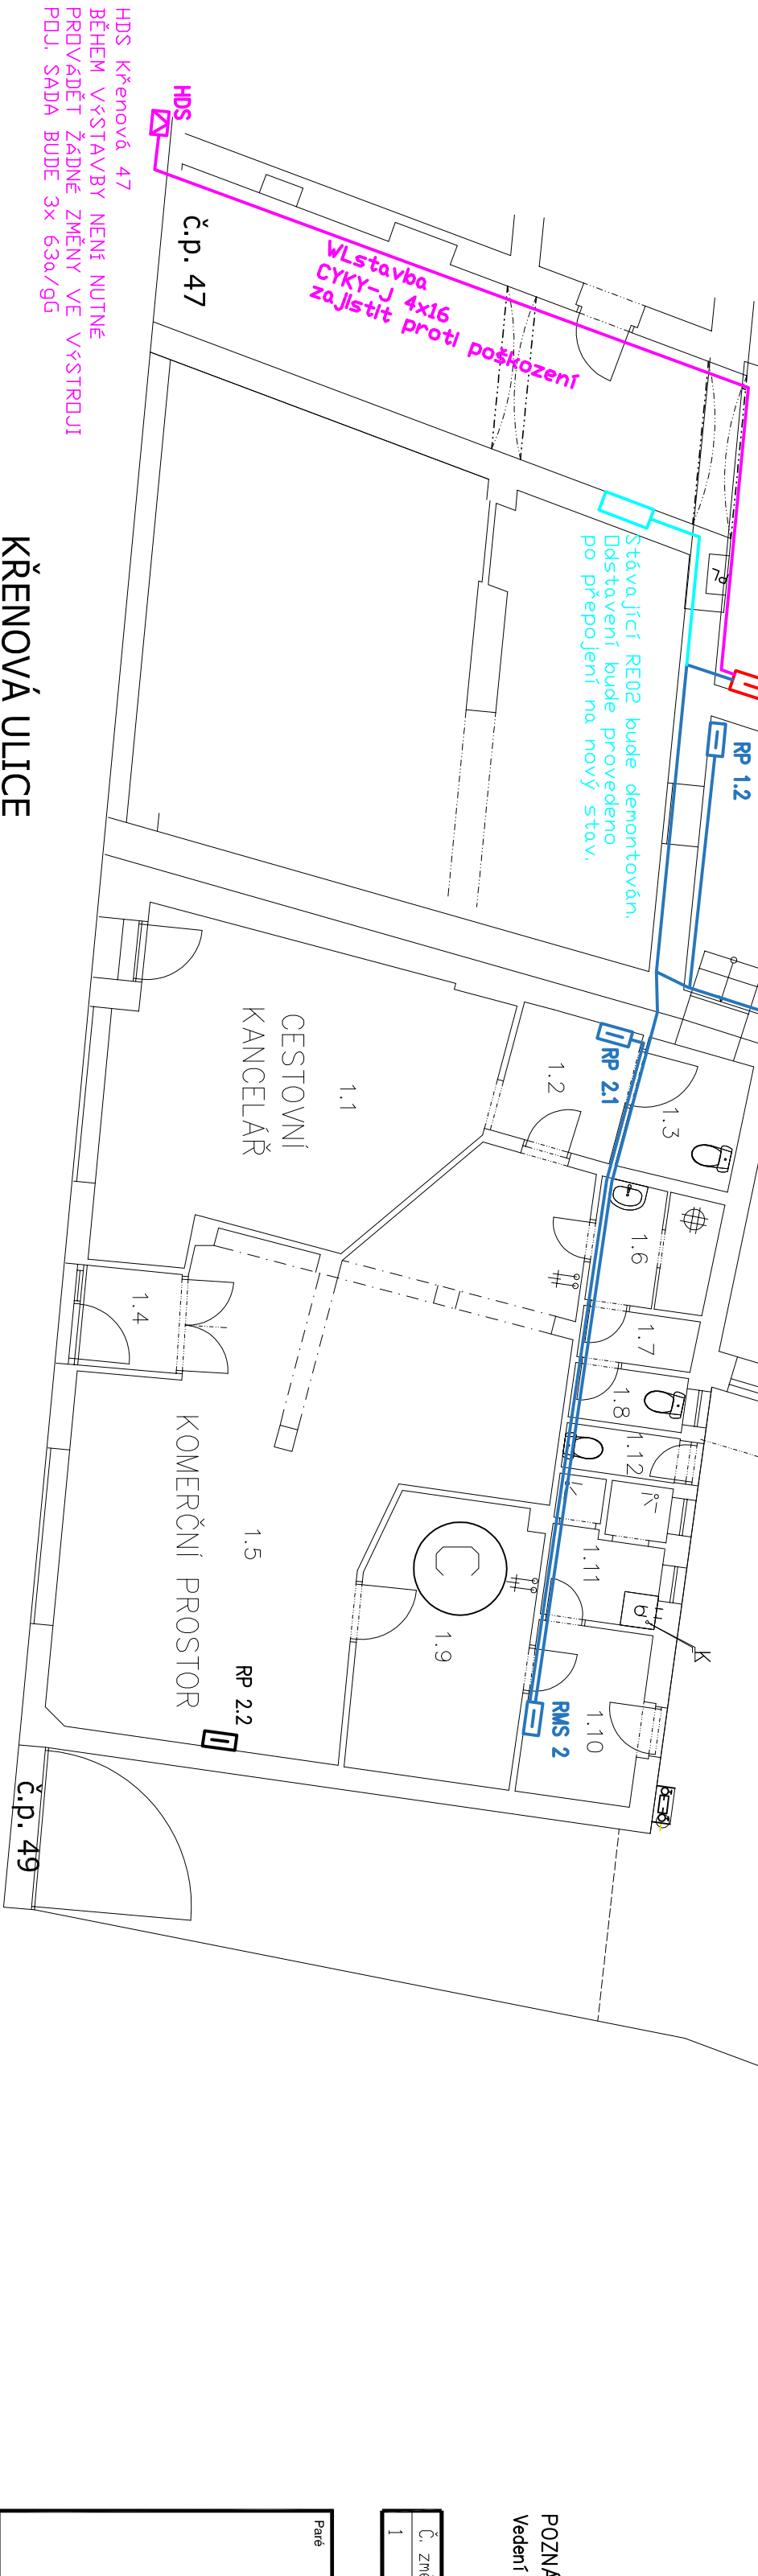 HDS Křenová 47
BĚHEM VÝSTAVBY NENÍ NUTNÉ
PROVÁDĚT ŽÁDNÉ ZMĚNY VE VÝSTROJI
POJ. SADA BUDE 3x 63a/gG
HDS
č.p. 47
WLstavba
CYKY-J 4x16
zajistit proti poškození
KŘENOVÁ ULICE
Stávající RE02 bude demontován.
Odstavení bude provedeno
po přepojení na nový stav.
RP 1.2
RP 2.1
1.1
CESTOVNÍ
KANCELÁŘ
1.2
1.3
1.6
1.4
1.7
1.8
1.12
1.5
KOMERČNÍ PROSTOR
1.11
1.9
K
RP 2.2
RMS 2
1.10
č.p. 49
POZNÁ
Vedení
Č. změ
1
Paré